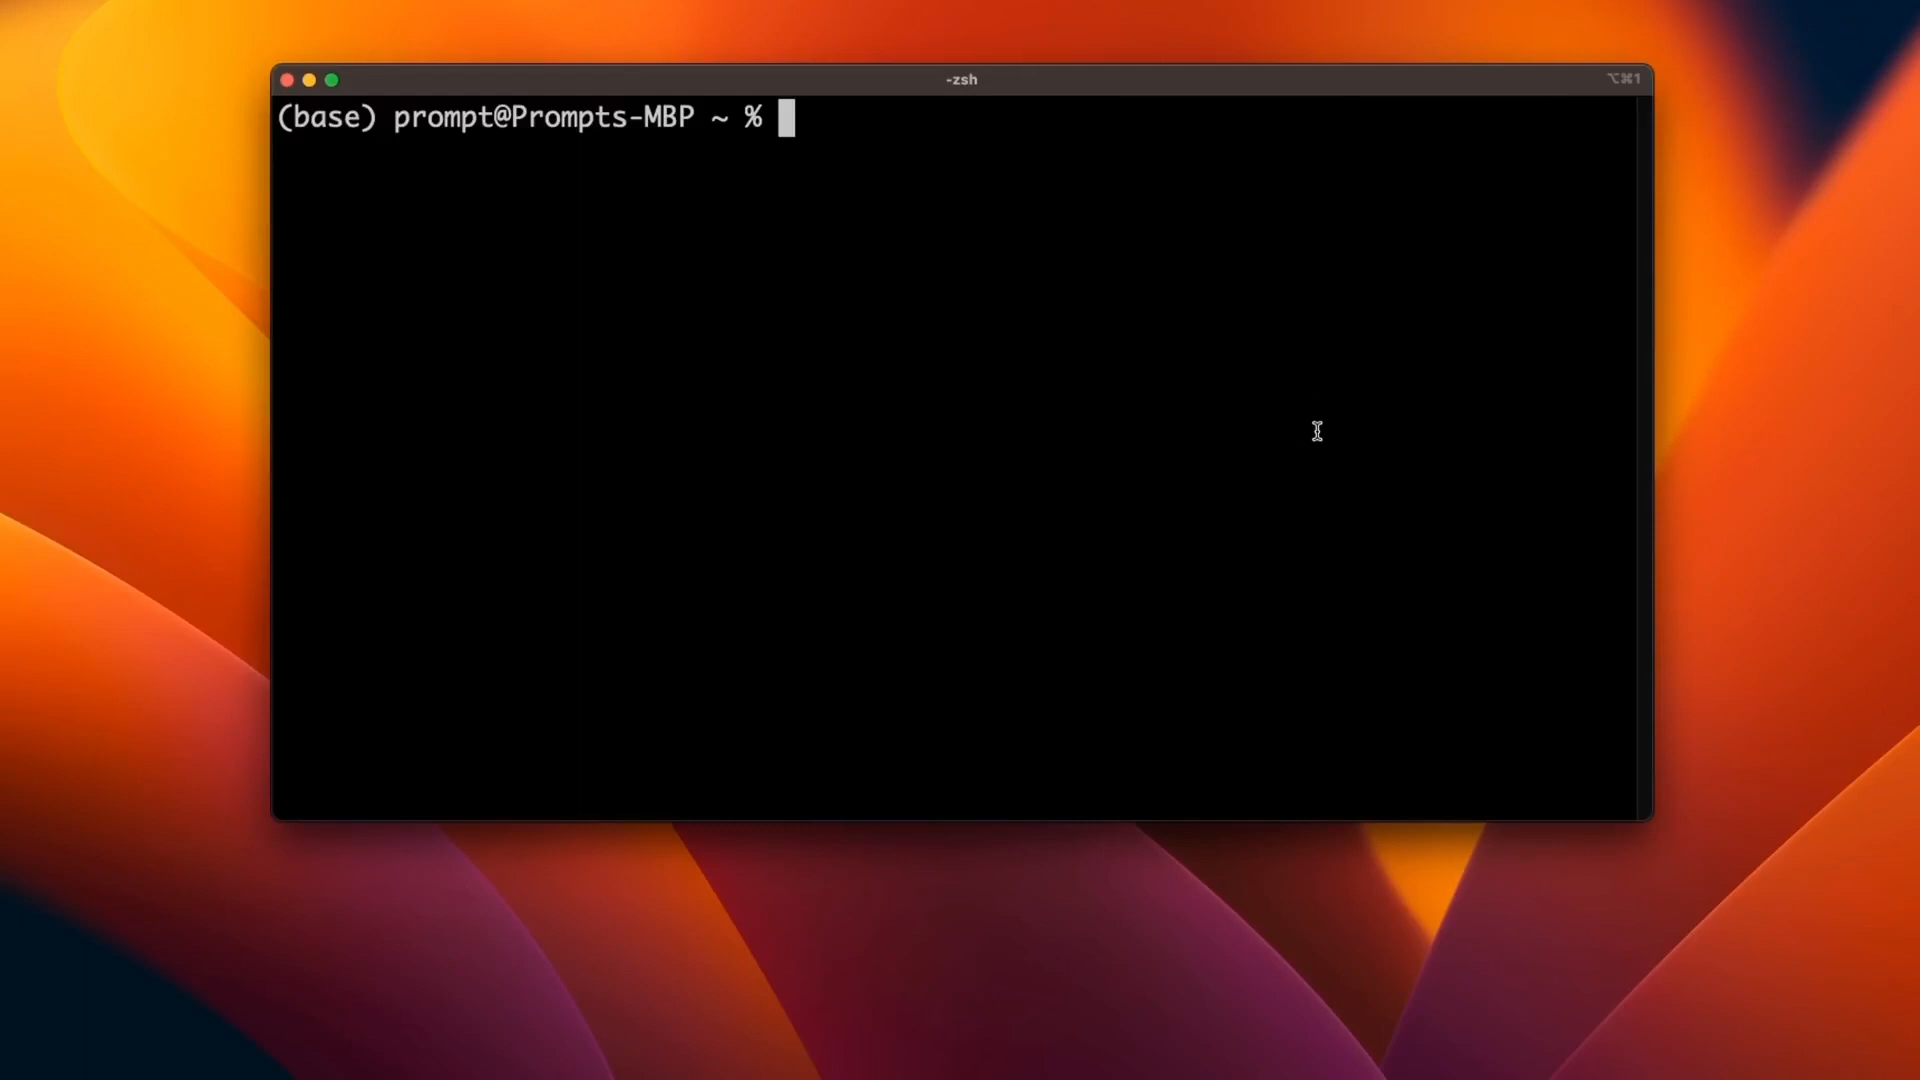 -zsh
⌥⌘1
(base) prompt@Prompts-MBP ~ %